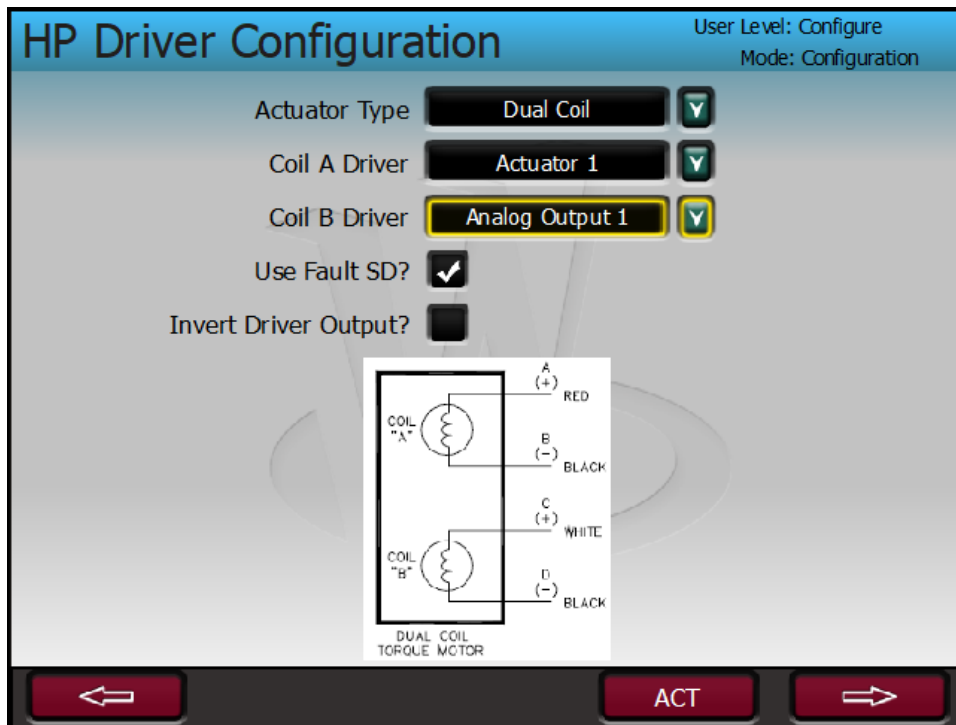 HP Driver Configuration
User Level: Configure
Mode: Configuration
Actuator Type Dual Coil
Coil A Driver Actuator 1
Coil B Driver Analog Output 1
Use Fault SD?
Invert Driver Output?
A
(+)
RED
COIL
"A"
B
(-)
BLACK
C
(+)
WHITE
COIL
"B"
D
(-)
BLACK
DUAL COIL
TORQUE MOTOR
ACT